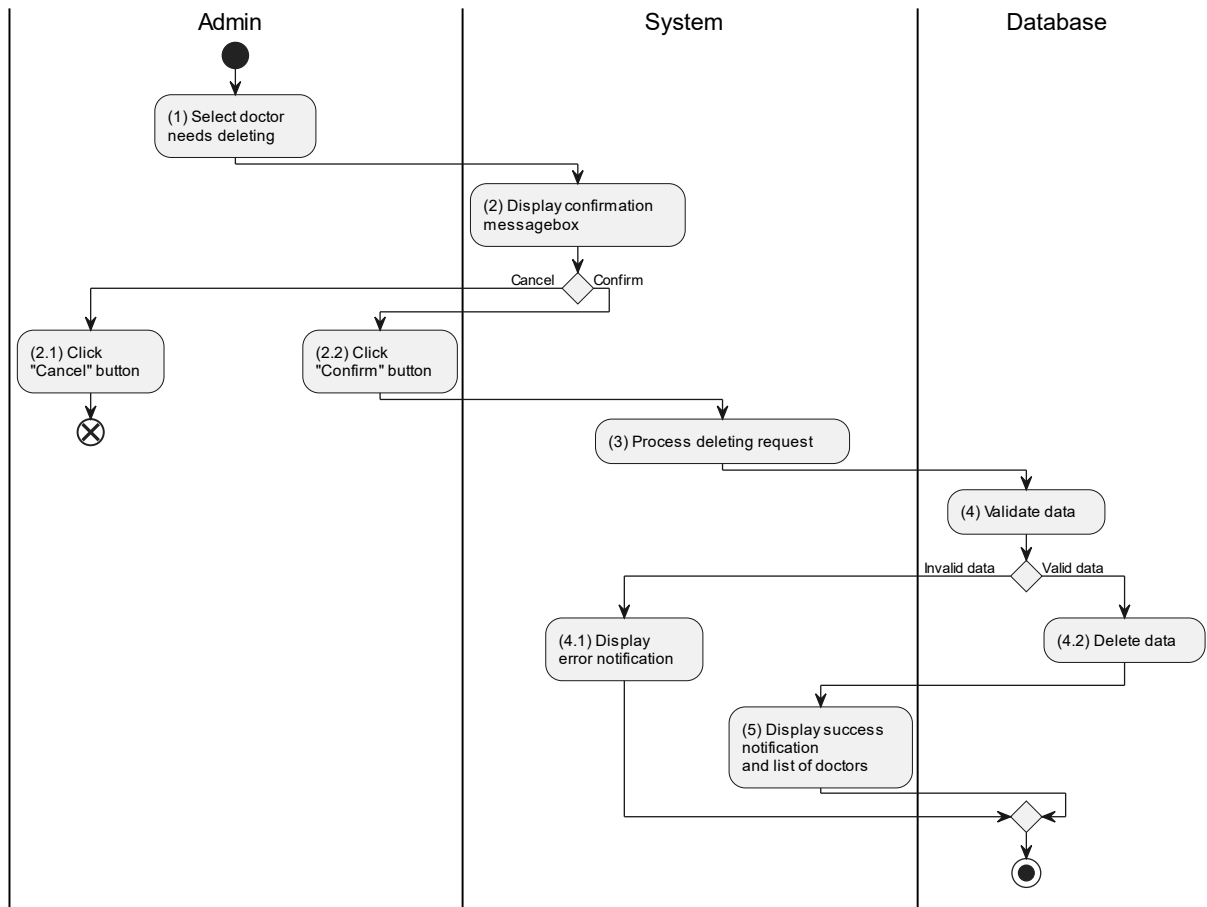 Admin
System
Database
(1) Select doctor
needs deleting
(2) Display confirmation
messagebox
Cancel
Confirm
(2.1) Click
"Cancel" button
(2.2) Click
"Confirm" button
(3) Process deleting request
(4) Validate data
Invalid data
Valid data
(4.1) Display
error notification
(4.2) Delete data
(5) Display success
notification
and list of doctors